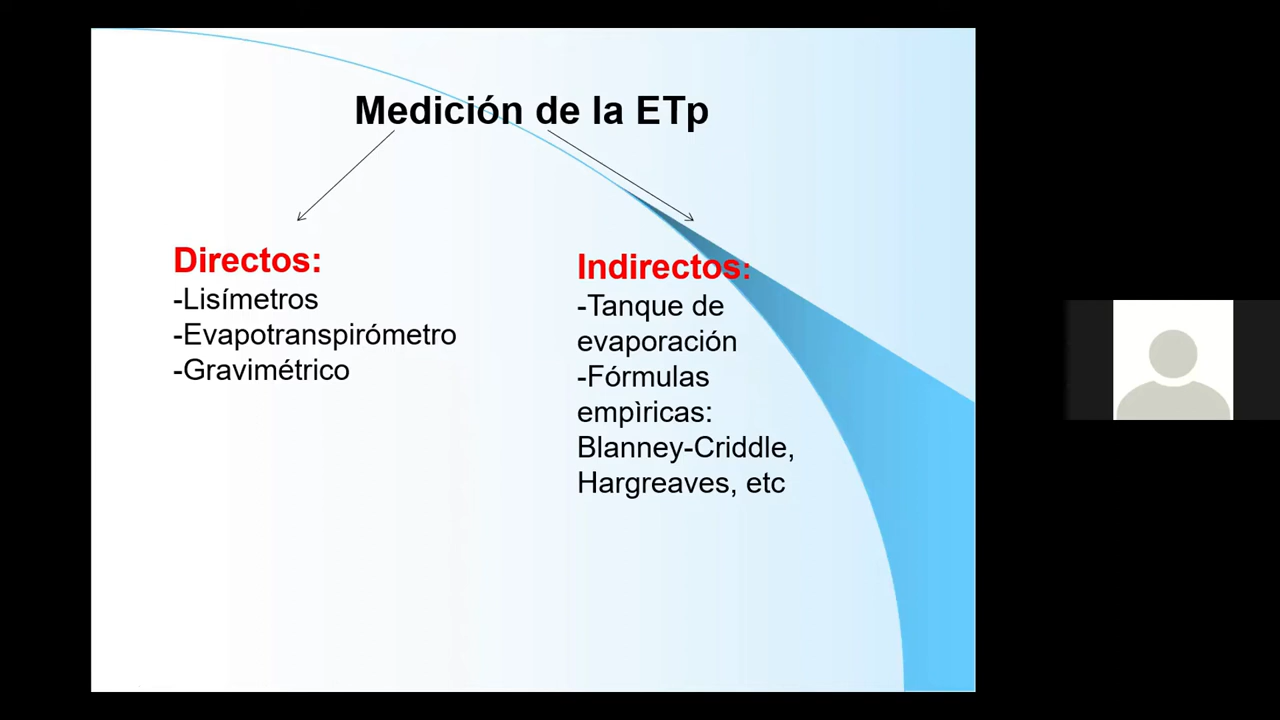 Medición de la ETp
Directos:
-Lisímetros
-Evapotranspirómetro
-Gravimétrico
Indirectos:
-Tanque de
evaporación
-Fórmulas
empìricas:
Blanney-Criddle,
Hargreaves, etc